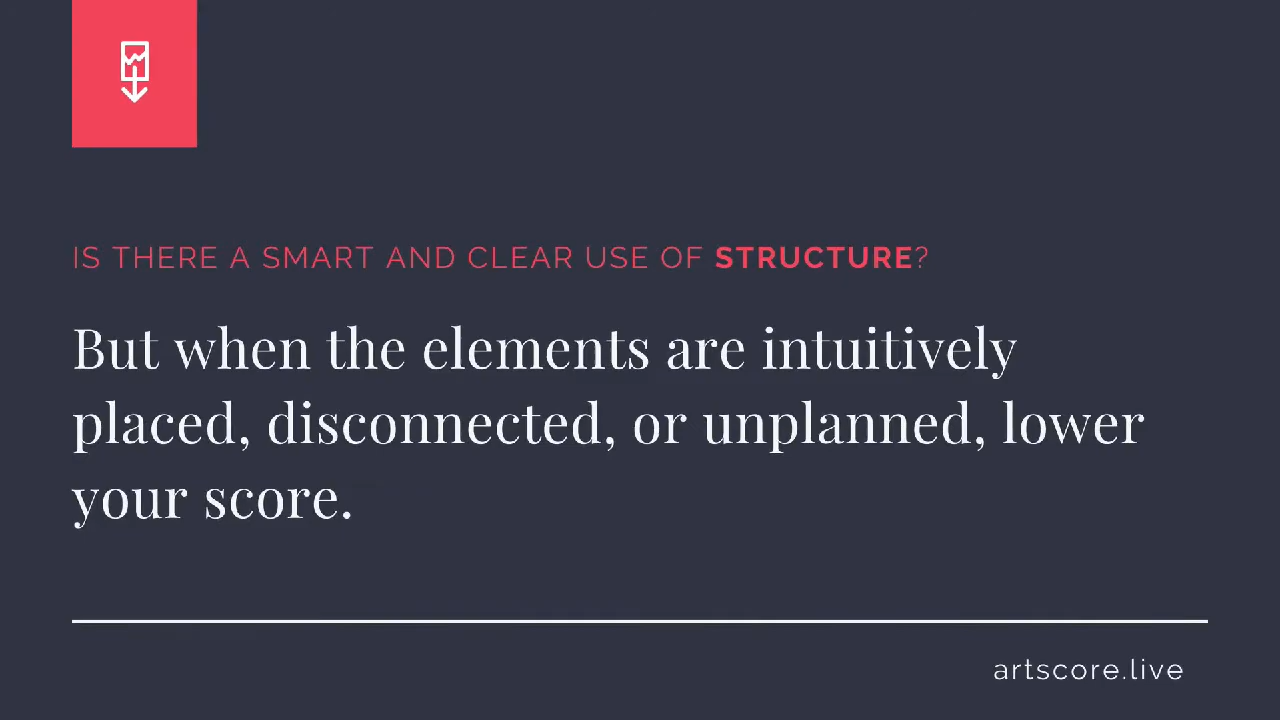 IS THERE A SMART AND CLEAR USE OF STRUCTURE?
But when the elements are intuitively
placed, disconnected, or unplanned, lower
your score.
artscore.live